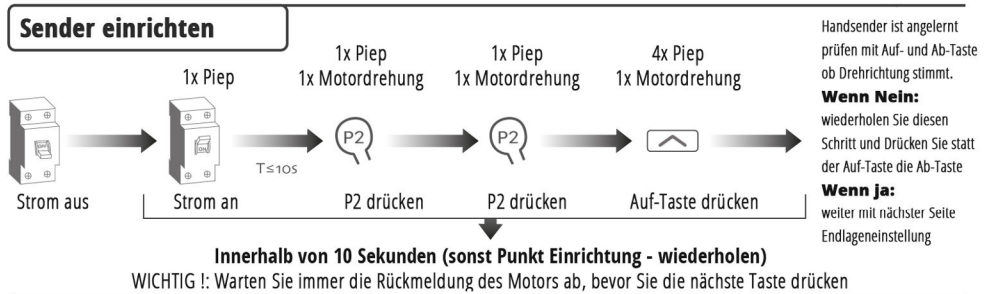 Sender einrichten
1x Piep
1x Piep
1x Motordrehung
1x Piep
1x Motordrehung
4x Piep
1x Motordrehung
OFF
ON
T≤10S
P2
P2
Strom aus
Strom an
P2 drücken
P2 drücken
Auf-Taste drücken
Handsender ist angelernt
prüfen mit Auf- und Ab-Taste
ob Drehrichtung stimmt.
Wenn Nein:
wiederholen Sie diesen
Schritt und Drücken Sie statt
der Auf-Taste die Ab-Taste
Wenn ja:
weiter mit nächster Seite
Endlageneinstellung
Innerhalb von 10 Sekunden (sonst Punkt Einrichtung - wiederholen)
WICHTIG !: Warten Sie immer die Rückmeldung des Motors ab, bevor Sie die nächste Taste drücken